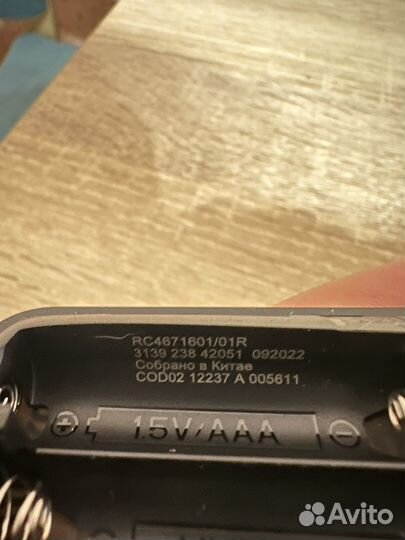 RC4671601/01R
3139 238 42051 092022
Собрано в Китае
COD02 12237 A 005611
1.5V/AAA
Avito